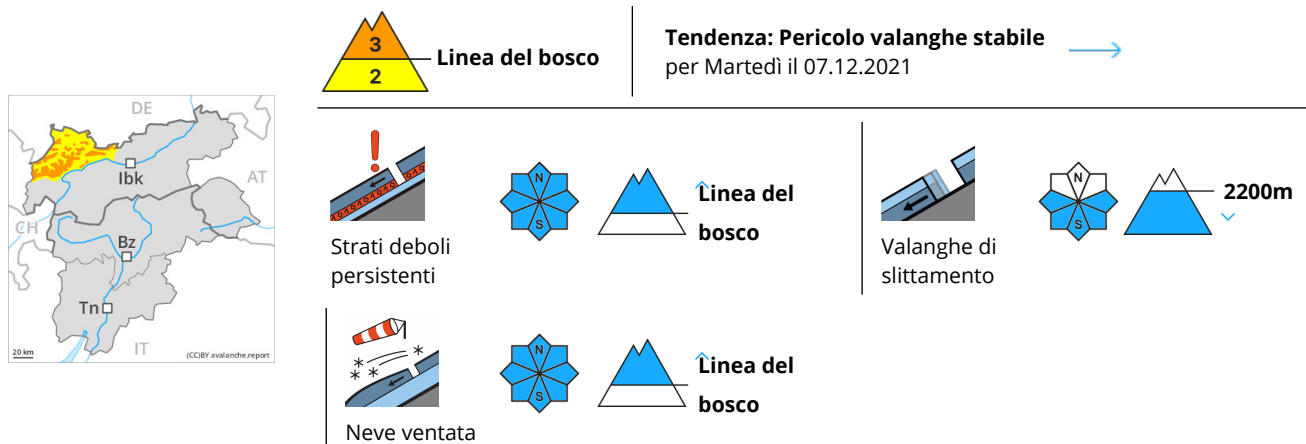 3
2
Linea del bosco
Tendenza: Pericolo valanghe stabile
per Martedì il 07.12.2021
DE
AT
CH
IT
Ibk
Bz
Tn
20 km
(CC)BY avalanche.report
Strati deboli
persistenti
N
S
Linea del
bosco
Valanghe di
slittamento
N
S
2200m
Neve ventata
N
S
Linea del
bosco